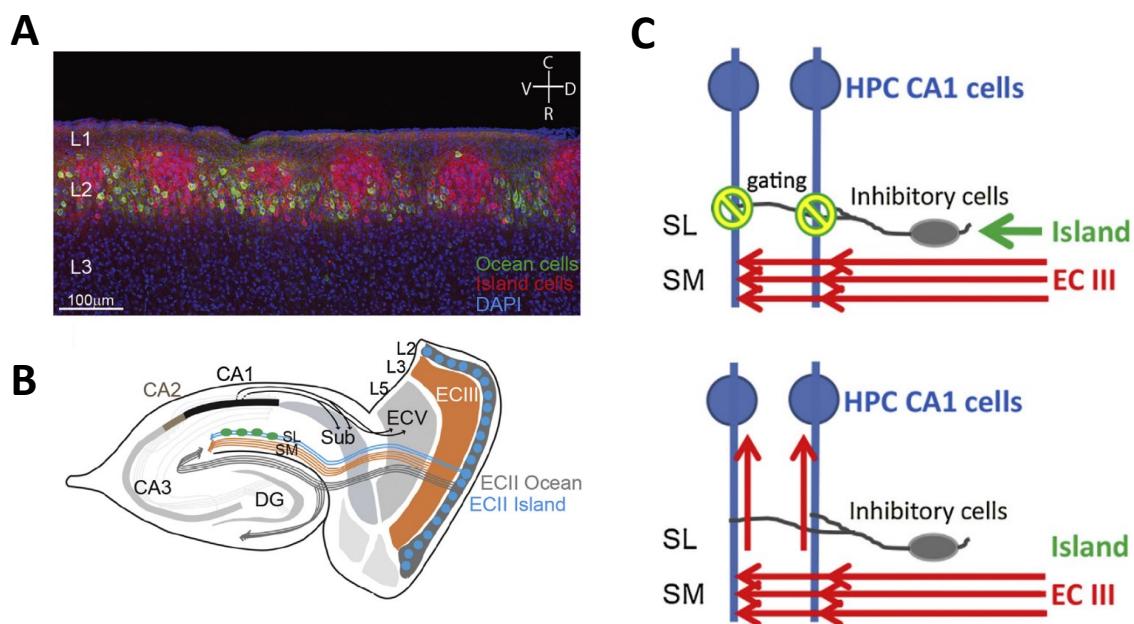 A
C
V D
R
L1
L2
L3
Ocean cells
Island cells
DAPI
100µm
B
CA2
CA1
CA3
DG
SL
SM
Sub
L2
L3
L5
ECV
ECIII
ECII Ocean
ECII Island
C
HPC CA1 cells
gating
Inhibitory cells
SL
Island
SM
EC III
HPC CA1 cells
Inhibitory cells
SL
Island
SM
EC III